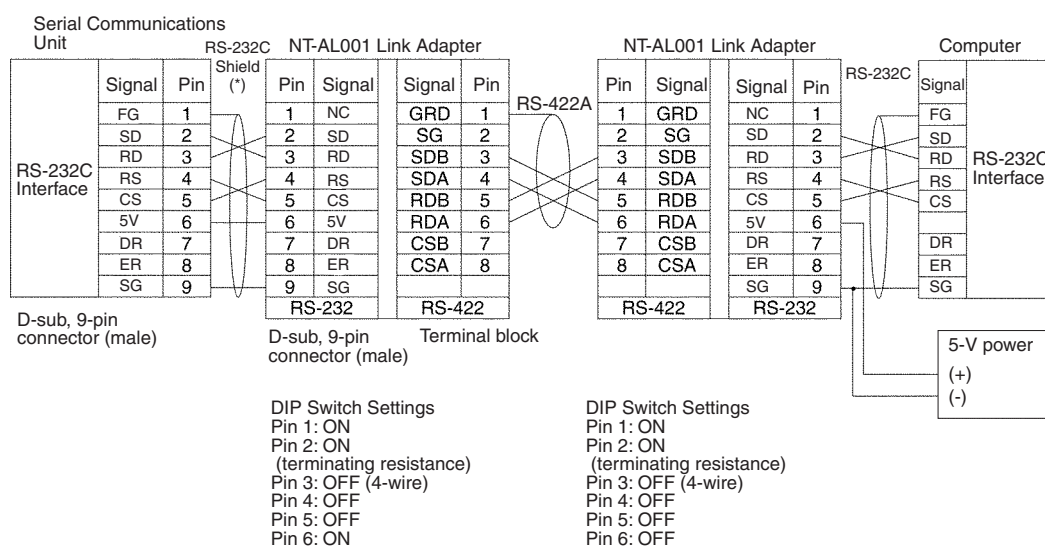 Serial Communications
Unit
RS-232C
Shield
(*)
NT-AL001 Link Adapter
RS-422A
NT-AL001 Link Adapter
RS-232C
Computer
RS-232C
Interface
Signal Pin
FG 1
SD 2
RD 3
RS 4
CS 5
5V 6
DR 7
ER 8
SG 9
D-sub, 9-pin
connector (male)
Pin Signal
1 NC
2 SD
3 RD
4 RS
5 CS
6 5V
7 DR
8 ER
9 SG
RS-232
D-sub, 9-pin
connector (male)
Signal Pin
GRD 1
SG 2
SDB 3
SDA 4
RDB 5
RDA 6
CSB 7
CSA 8
RS-422
Terminal block
Pin Signal
1 GRD
2 SG
3 SDB
4 SDA
5 RDB
6 RDA
7 CSB
8 CSA
RS-422
Signal Pin
NC 1
SD 2
RD 3
RS 4
CS 5
5V 6
DR 7
ER 8
SG 9
RS-232
Signal
FG
SD
RD
RS
CS
DR
ER
SG
RS-232C
Interface
5-V power
(+)
(-)
DIP Switch Settings
Pin 1: ON
Pin 2: ON
(terminating resistance)
Pin 3: OFF (4-wire)
Pin 4: OFF
Pin 5: OFF
Pin 6: ON
DIP Switch Settings
Pin 1: ON
Pin 2: ON
(terminating resistance)
Pin 3: OFF (4-wire)
Pin 4: OFF
Pin 5: OFF
Pin 6: OFF